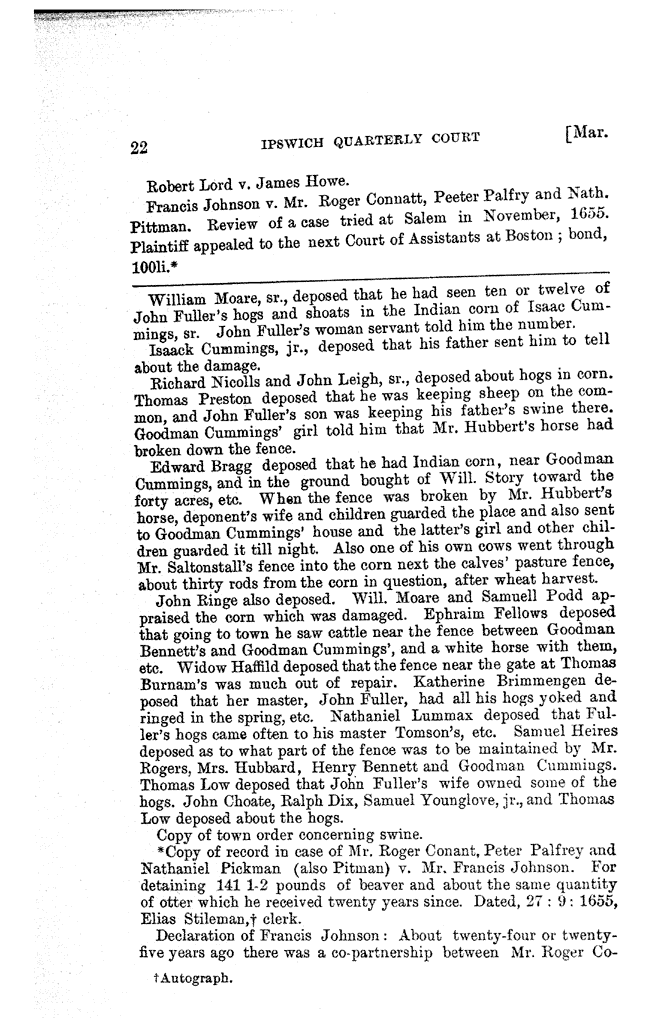 22 IPSWICH QUARTERLY COURT [Mar.
Robert Lord v. James Howe.
Francis Johnson v. Mr. Roger Connatt, Peeter Palfry and Nath.
Pittman. Review of a case tried at Salem in November, 1655.
Plaintiff appealed to the next Court of Assistants at Boston; bond,
100li.*
William Moare, sr., deposed that he had seen ten or twelve of
John Fuller's hogs and shoats in the Indian corn of Isaac Cum-
mings, sr. John Fuller's woman servant told him the number.
Isaack Cummings, jr., deposed that his father sent him to tell
about the damage.
Richard Nicolls and John Leigh, sr., deposed about hogs in corn.
Thomas Preston deposed that he was keeping sheep on the com-
mon, and John Fuller's son was keeping his father's swine there.
Goodman Cummings' girl told him that Mr. Hubbert's horse had
broken down the fence.
Edward Bragg deposed that he had Indian corn, near Goodman
Cummings, and in the ground bought of Will. Story toward the
forty acres, etc. When the fence was broken by Mr. Hubbert's
horse, deponent's wife and children guarded the place and also sent
to Goodman Cummings' house and the latter's girl and other chil-
dren guarded it till night. Also one of his own cows went through
Mr. Saltonstall's fence into the corn next the calves' pasture fence,
about thirty rods from the corn in question, after wheat harvest.
John Ringe also deposed. Will. Moare and Samuell Podd ap-
praised the corn which was damaged. Ephraim Fellows deposed
that going to town he saw cattle near the fence between Goodman
Bennett's and Goodman Cummings', and a white horse with them,
etc. Widow Haffild deposed that the fence near the gate at Thomas
Burnam's was much out of repair. Katherine Brimmengen de-
posed that her master, John Fuller, had all his hogs yoked and
ringed in the spring, etc. Nathaniel Lummax deposed that Ful-
ler's hogs came often to his master Tomson's, etc. Samuel Heires
deposed as to what part of the fence was to be maintained by Mr.
Rogers, Mrs. Hubbard, Henry Bennett and Goodman Cummings.
Thomas Low deposed that John Fuller's wife owned some of the
hogs. John Choate, Ralph Dix, Samuel Younglove, jr., and Thomas
Low deposed about the hogs.
Copy of town order concerning swine.
*Copy of record in case of Mr. Roger Conant, Peter Palfrey and
Nathaniel Pickman (also Pitman) v. Mr. Francis Johnson. For
detaining 141 1-2 pounds of beaver and about the same quantity
of otter which he received twenty years since. Dated, 27 : 9 : 1655,
Elias Stileman,† clerk.
Declaration of Francis Johnson: About twenty-four or twenty-
five years ago there was a co-partnership between Mr. Roger Co-
†Autograph.